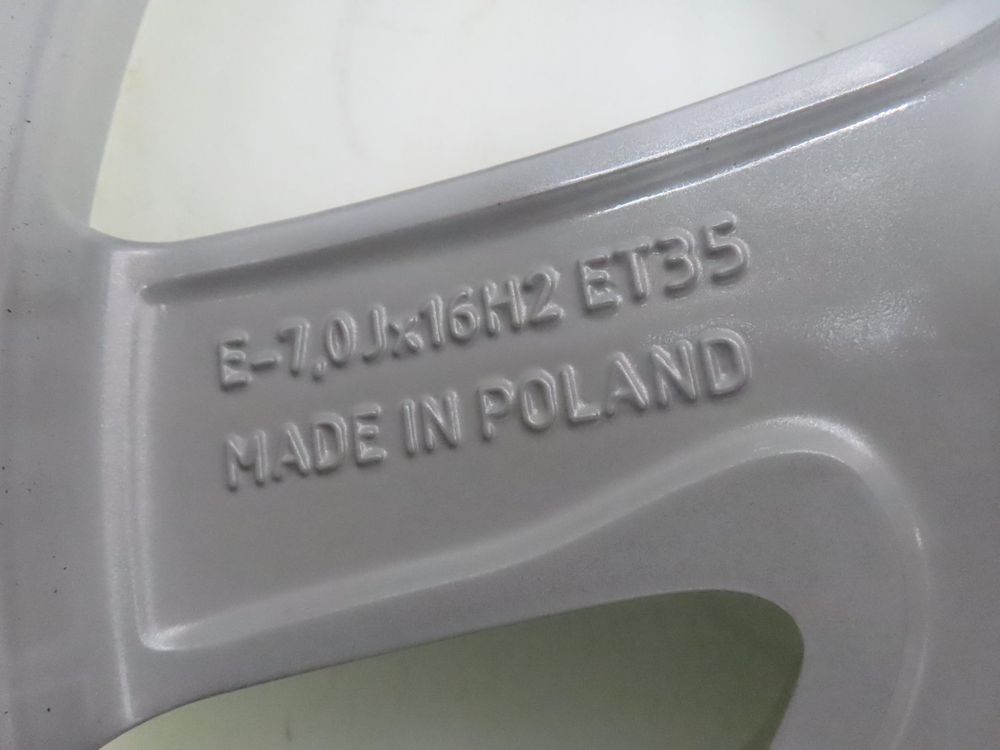 E-7,0Jx16H2 ET35
MADE IN POLAND